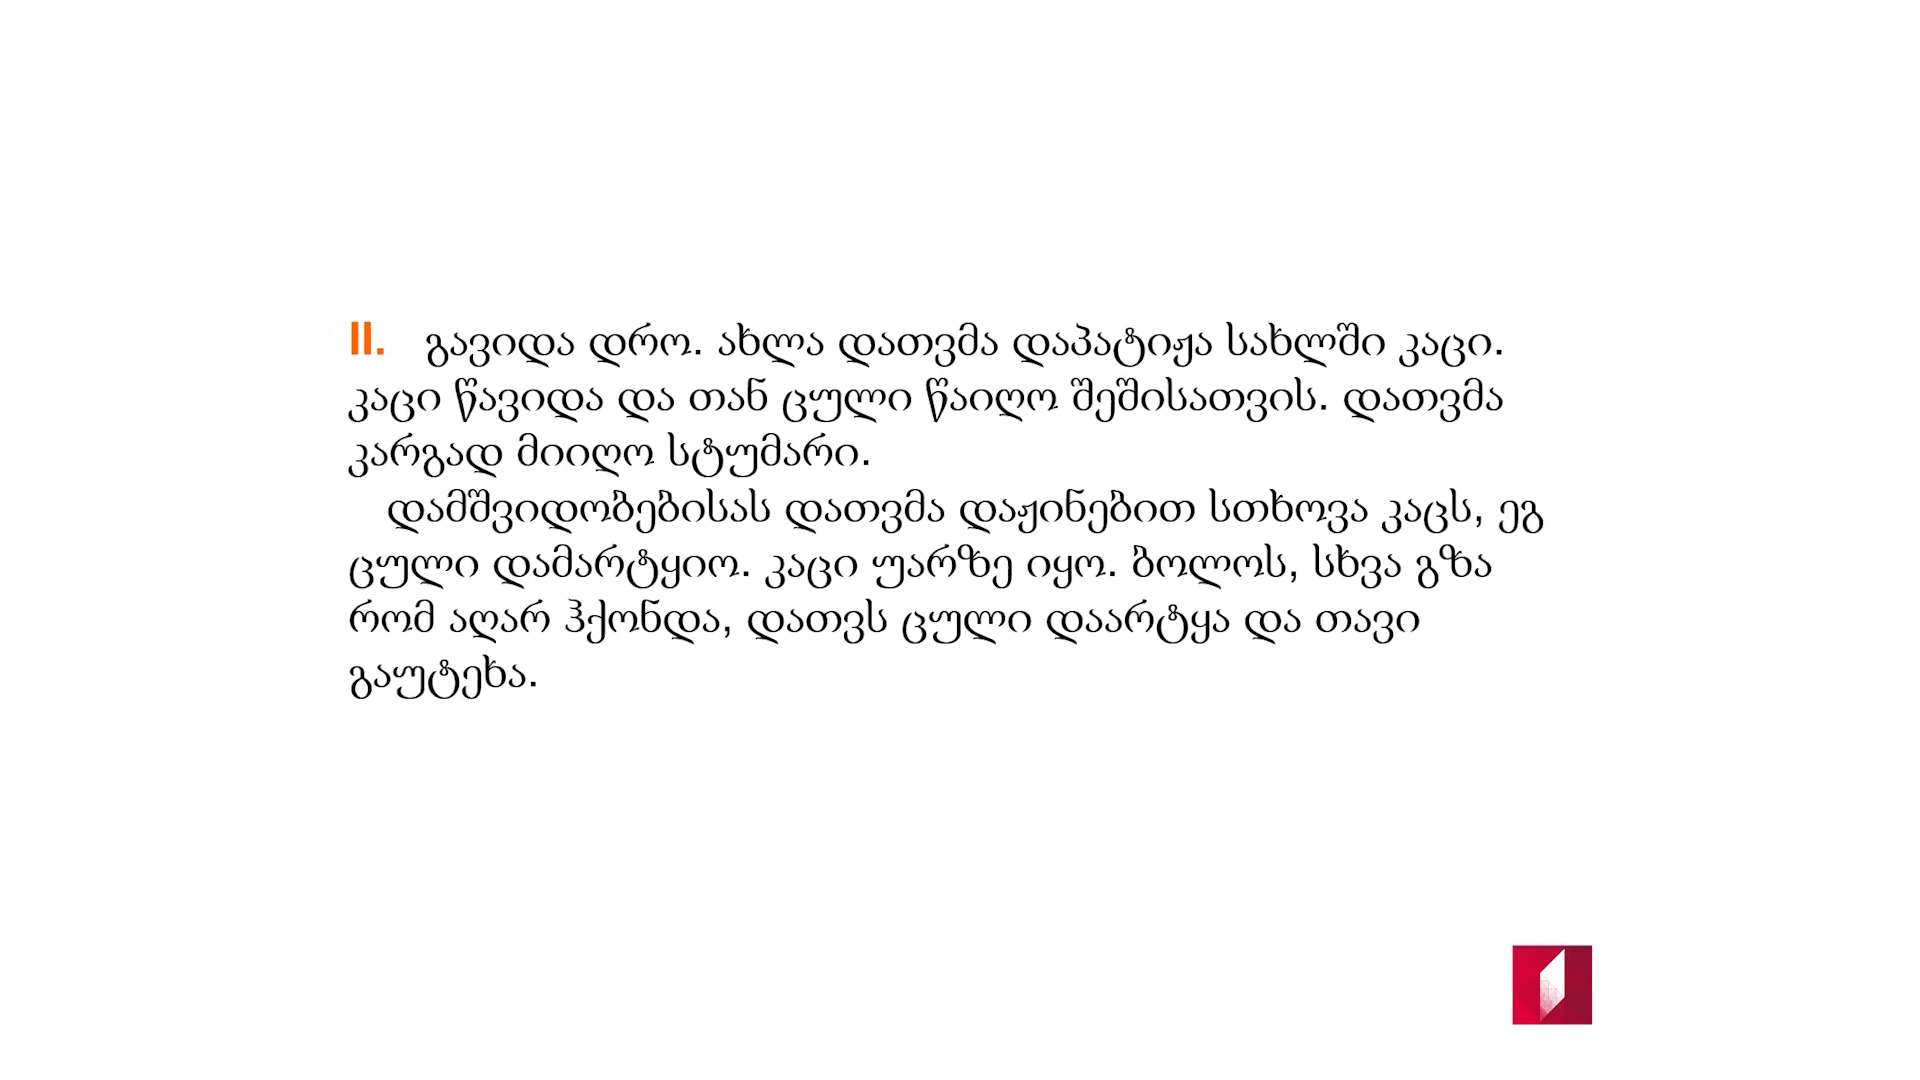 II. გავიდა დრო. ახლა დათვმა დაპატიჟა სახლში კაცი.
კაცი წავიდა და თან ცული წაიღო შეშისათვის. დათვმა
კარგად მიიღო სტუმარი.
დამშვიდობებისას დათვმა დაჟინებით სთხოვა კაცს, ეგ
ცული დამარტყიო. კაცი უარზე იყო. ბოლოს, სხვა გზა
რომ აღარ ჰქონდა, დათვს ცული დაარტყა და თავი
გაუტეხა.